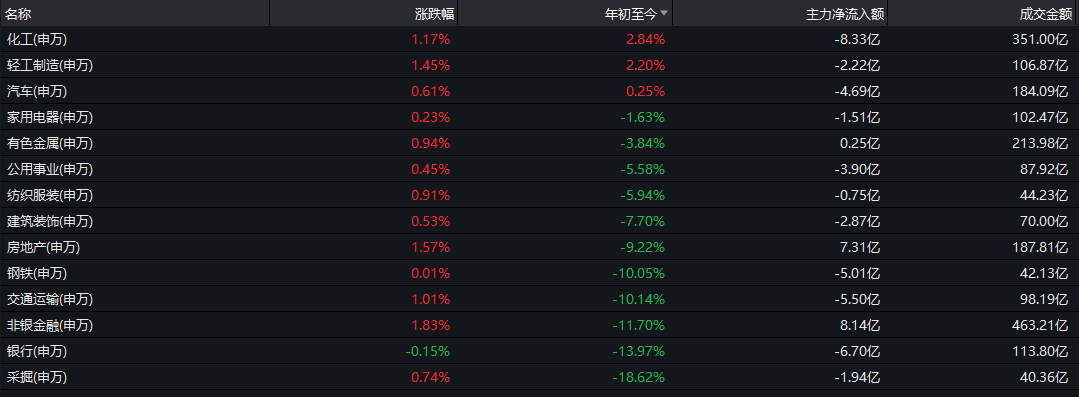 名称 涨跌幅 年初至今 主力净流入额 成交金额
化工(申万) 1.17% 2.84% -8.33亿 351.00亿
轻工制造(申万) 1.45% 2.20% -2.22亿 106.87亿
汽车(申万) 0.61% 0.25% -4.69亿 184.09亿
家用电器(申万) 0.23% -1.63% -1.51亿 102.47亿
有色金属(申万) 0.94% -3.84% 0.25亿 213.98亿
公用事业(申万) 0.45% -5.58% -3.90亿 87.92亿
纺织服装(申万) 0.91% -5.94% -0.75亿 44.23亿
建筑装饰(申万) 0.53% -7.70% -2.87亿 70.00亿
房地产(申万) 1.57% -9.22% 7.31亿 187.81亿
钢铁(申万) 0.01% -10.05% -5.01亿 42.13亿
交通运输(申万) 1.01% -10.14% -5.50亿 98.19亿
非银金融(申万) 1.83% -11.70% 8.14亿 463.21亿
银行(申万) -0.15% -13.97% -6.70亿 113.80亿
采掘(申万) 0.74% -18.62% -1.94亿 40.36亿